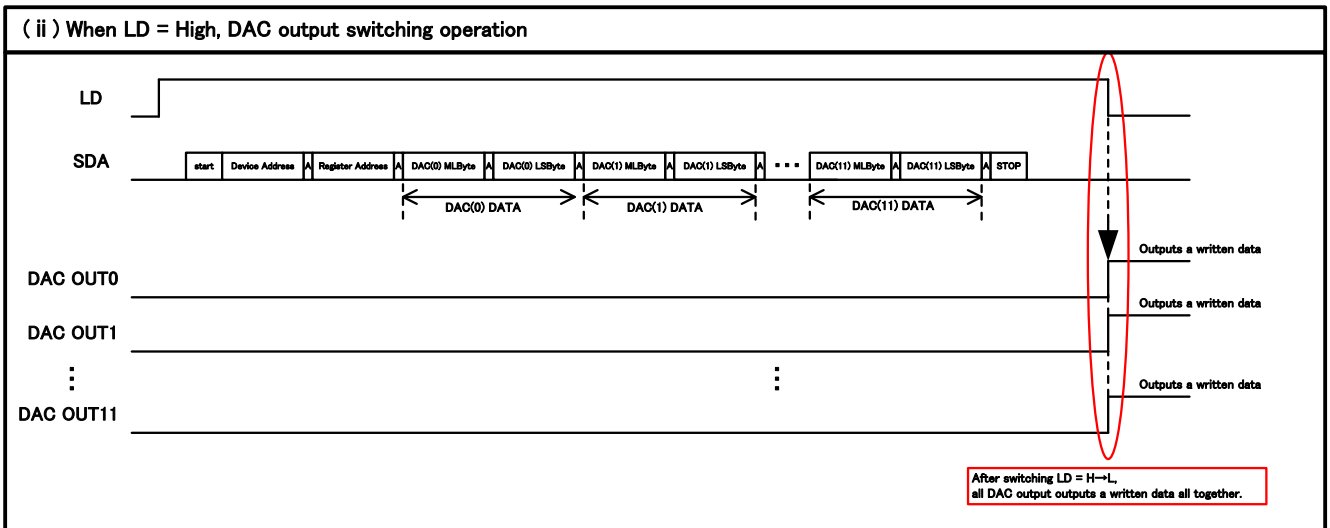 (ⅱ) When LD = High, DAC output switching operation
LD
SDA
start Device Address A Register Address A DAC(0) MLByte A DAC(0) LSByte A DAC(1) MLByte A DAC(1) LSByte A ··· DAC(11) MLByte A DAC(11) LSByte A STOP
DAC(0) DATA DAC(1) DATA DAC(11) DATA
Outputs a written data
DAC OUT0
Outputs a written data
DAC OUT1
⋮ ⋮
Outputs a written data
DAC OUT11
After switching LD = H→L,
all DAC output outputs a written data all together.